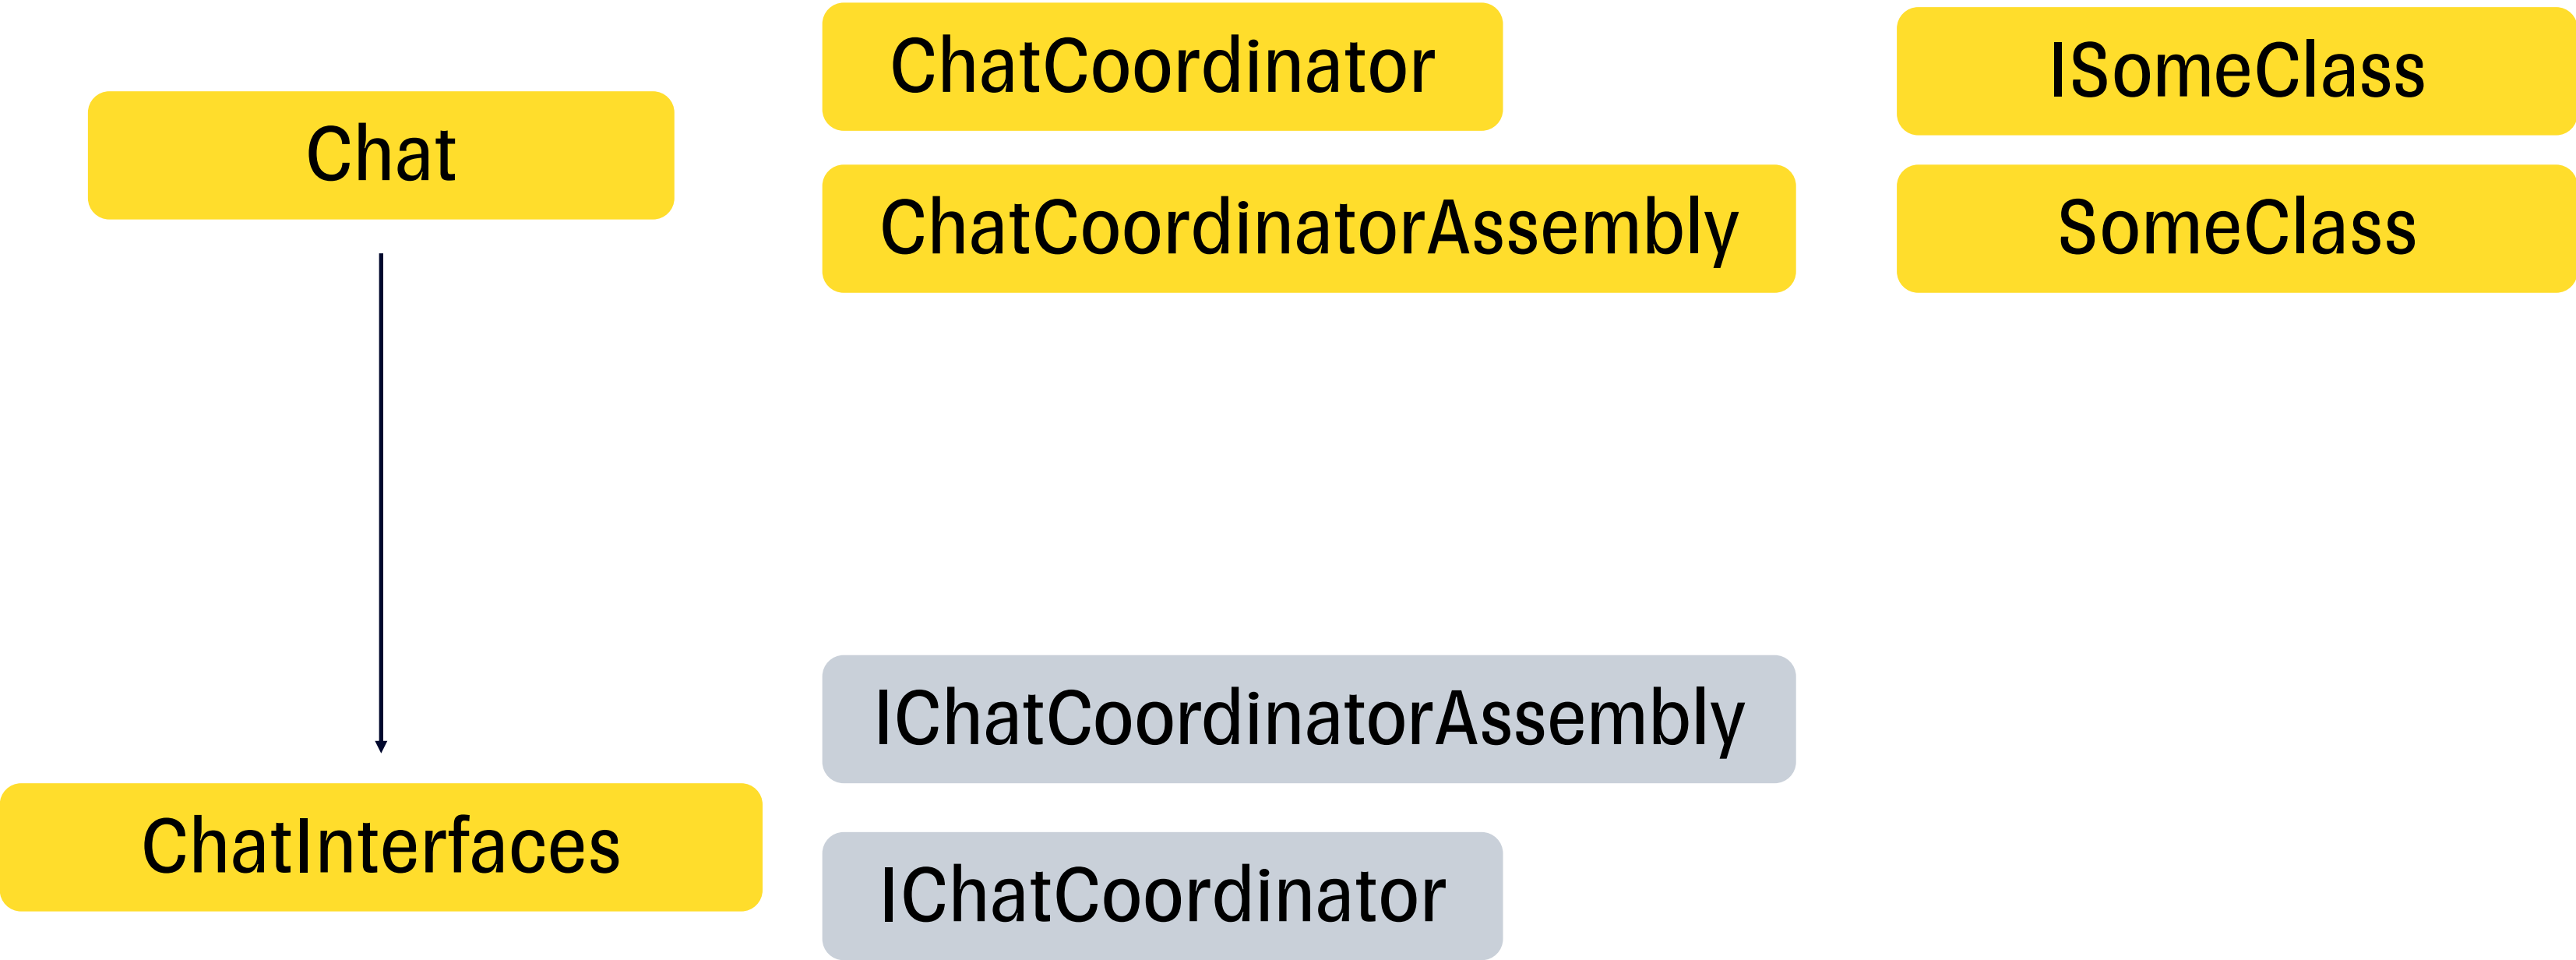 Chat
ChatCoordinator
ChatCoordinatorAssembly
ISomeClass
SomeClass
ChatInterfaces
IChatCoordinatorAssembly
IChatCoordinator